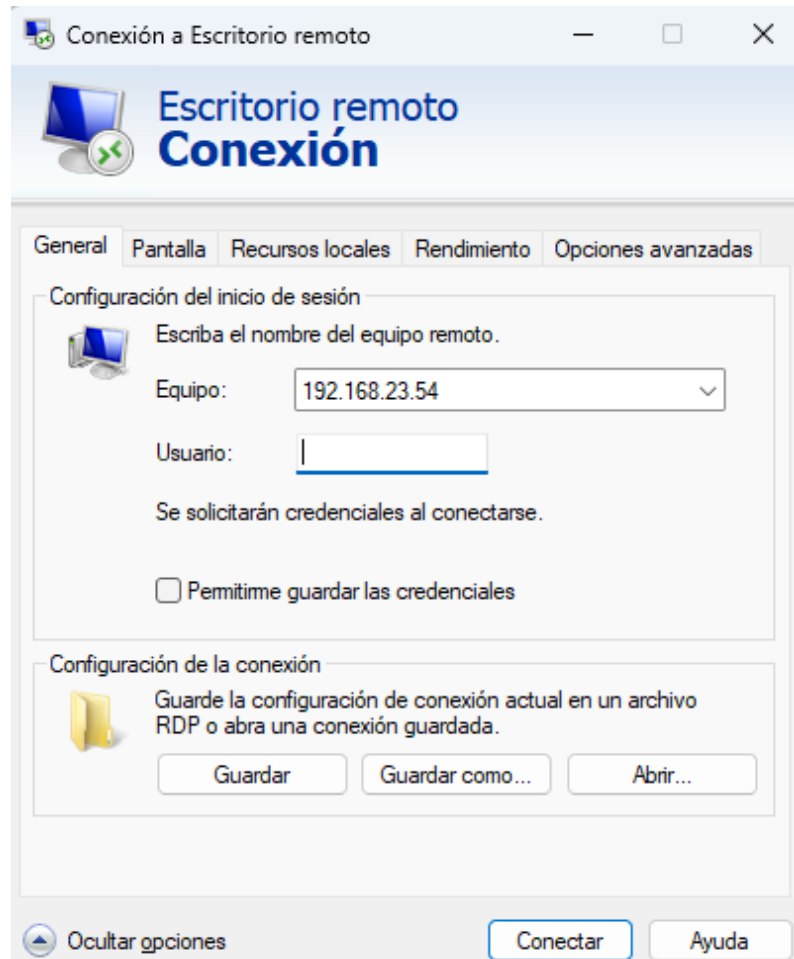 Conexión a Escritorio remoto
Escritorio remoto
Conexión
General Pantalla Recursos locales Rendimiento Opciones avanzadas
Configuración del inicio de sesión
Escriba el nombre del equipo remoto.
Equipo: 192.168.23.54
Usuario:
Se solicitarán credenciales al conectarse.
Permitirme guardar las credenciales
Configuración de la conexión
Guarde la configuración de conexión actual en un archivo
RDP o abra una conexión guardada.
Guardar Guardar como... Abrir...
Ocultar opciones Conectar Ayuda